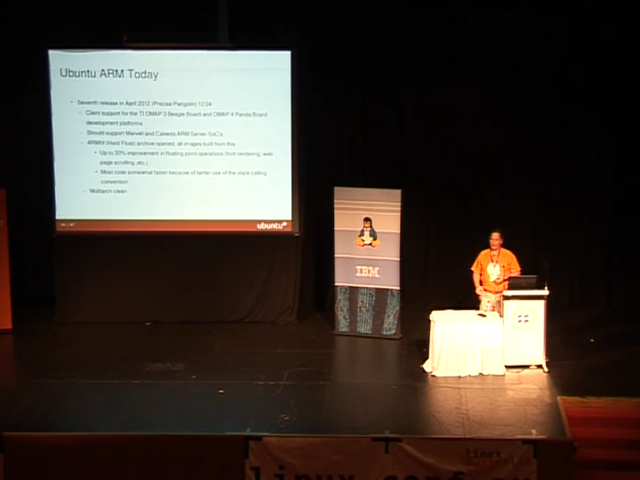 Ubuntu ARM Today
Seventh release in April 2012 (Precise Pangolin) 12.04
Client support for the TI OMAP 3 Beagle Board and OMAP 4 Panda Board
development platforms
Should support Marvell and Calxeda ARM Server SoC's
ARMhf (Hard Float) archive opened, all images built from this
Up to 30% improvement in floating point operations (font rendering, web
page scrolling, etc.)
Most code somewhat faster because of better use of the stack calling
convention
Multiarch clean
ubuntu
IBM
linux
linux